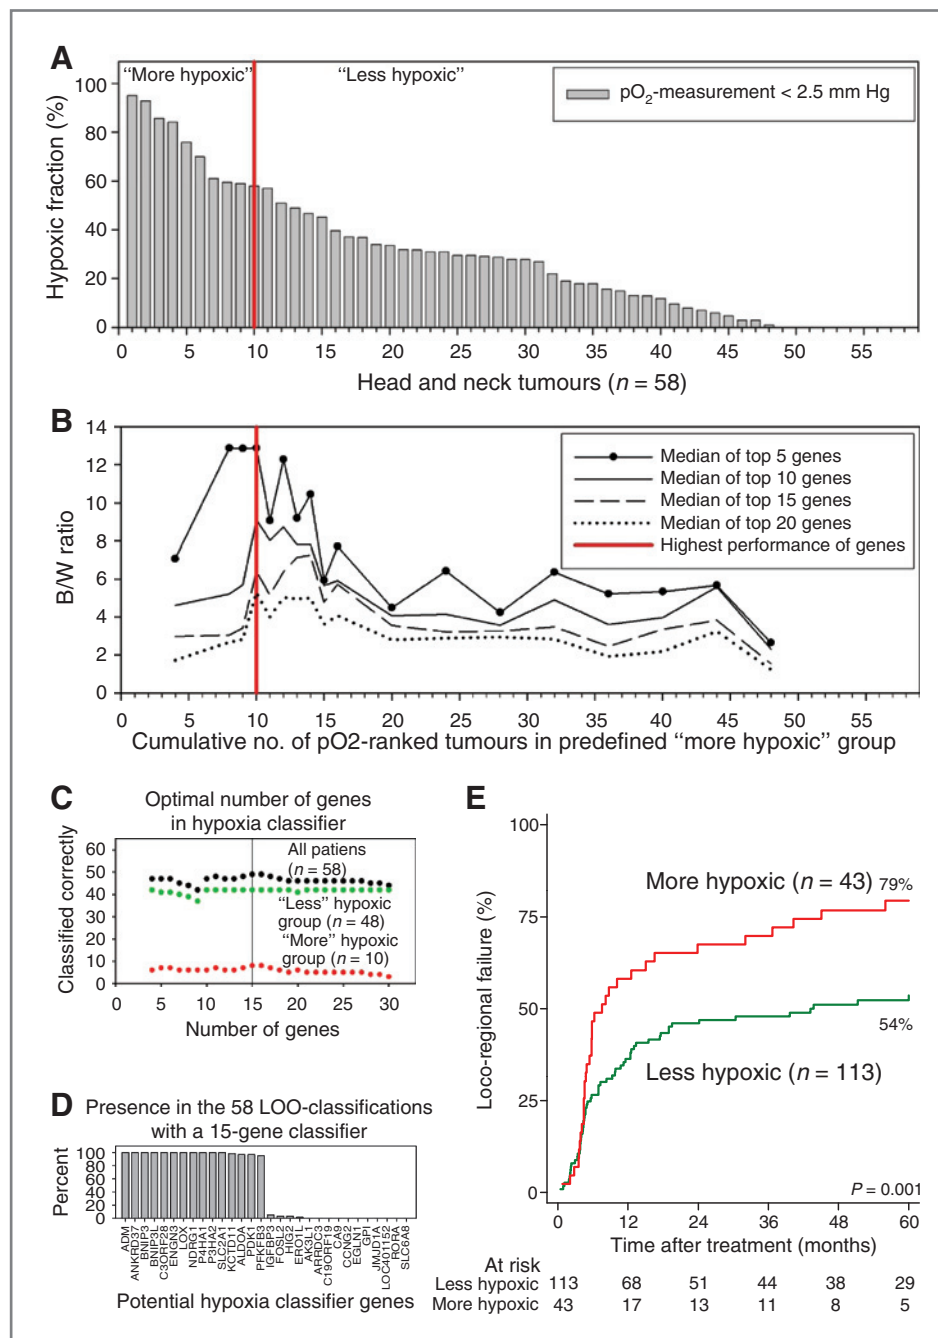 A
"More hypoxic"
"Less hypoxic"
pO2-measurement < 2.5 mm Hg
Hypoxic fraction (%)
100
80
60
40
20
0
0 5 10 15 20 25 30 35 40 45 50 55
Head and neck tumours (n = 58)
B
14
12
10
8
6
4
2
0
B/W ratio
Median of top 5 genes
Median of top 10 genes
Median of top 15 genes
Median of top 20 genes
Highest performance of genes
0 5 10 15 20 25 30 35 40 45 50 55
Cumulative no. of pO2-ranked tumours in predefined "more hypoxic" group
C
Optimal number of genes
in hypoxia classifier
Classified correctly
60
50
40
30
20
10
0
All patiens
(n = 58)
"Less" hypoxic
group (n = 48)
"More" hypoxic
group (n = 10)
0 5 10 15 20 25 30
Number of genes
D
Presence in the 58 LOO-classifications
with a 15-gene classifier
Percent
100
80
60
40
20
0
ADM
ANKRD37
BNIP3
BNIP3L
C3ORF28
ENGN3
LOX
NDRG1
P4HA1
P3HA2
SLC2A1
KCTD11
ALDOA
PDK1
PFKFB3
IGFBP3
FOSL2
HIG2
ERO1L
AK3L1
ARRDC3
C19ORF19
CA9
CCNG2
EGLN1
GPI
JMJD1A
LOC401152
RORA
SLC6A8
Potential hypoxia classifier genes
E
100
75
50
25
0
Loco-regional failure (%)
More hypoxic (n = 43)
79%
54%
Less hypoxic (n = 113)
P = 0.001
0 12 24 36 48 60
Time after treatment (months)
At risk
Less hypoxic 113 68 51 44 38 29
More hypoxic 43 17 13 11 8 5